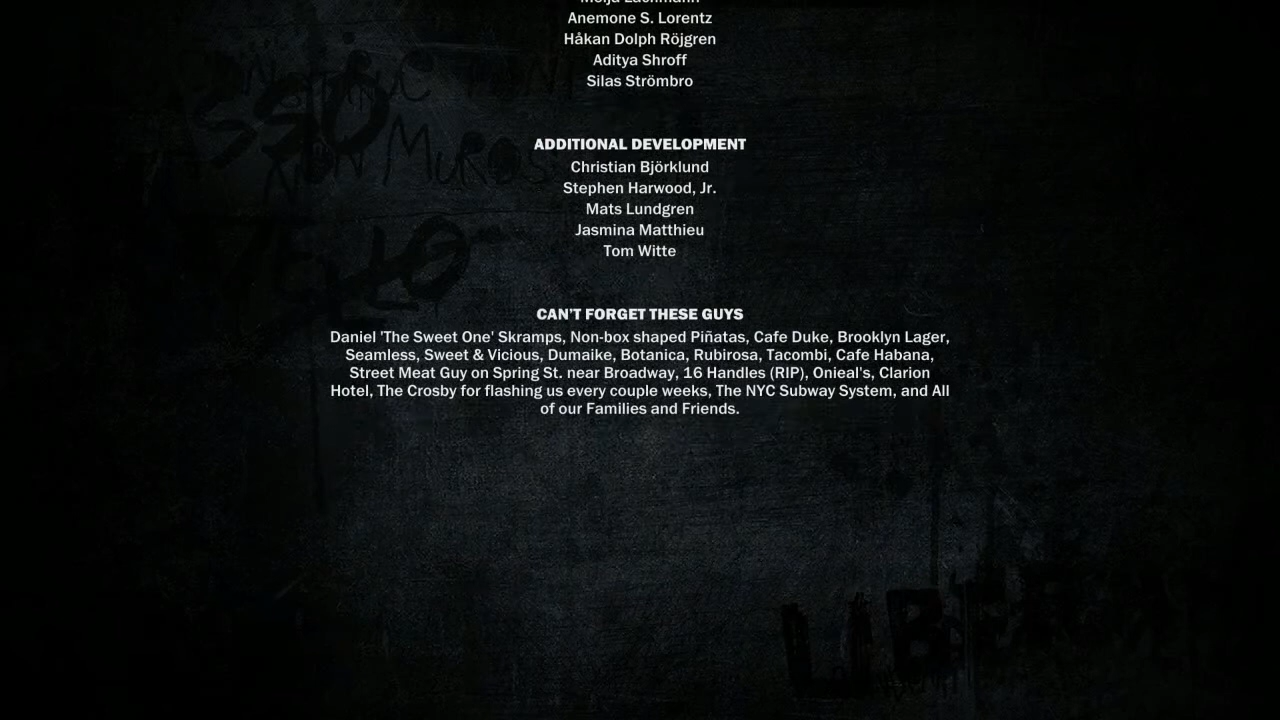 Anemone S. Lorentz
Håkan Dolph Röjgren
Aditya Shroff
Silas Strömbro
ADDITIONAL DEVELOPMENT
Christian Björklund
Stephen Harwood, Jr.
Mats Lundgren
Jasmina Matthieu
Tom Witte
CAN'T FORGET THESE GUYS
Daniel 'The Sweet One' Skramps, Non-box shaped Piñatas, Cafe Duke, Brooklyn Lager,
Seamless, Sweet & Vicious, Dumaike, Botanica, Rubirosa, Tacombi, Cafe Habana,
Street Meat Guy on Spring St. near Broadway, 16 Handles (RIP), Onieal's, Clarion
Hotel, The Crosby for flashing us every couple weeks, The NYC Subway System, and All
of our Families and Friends.